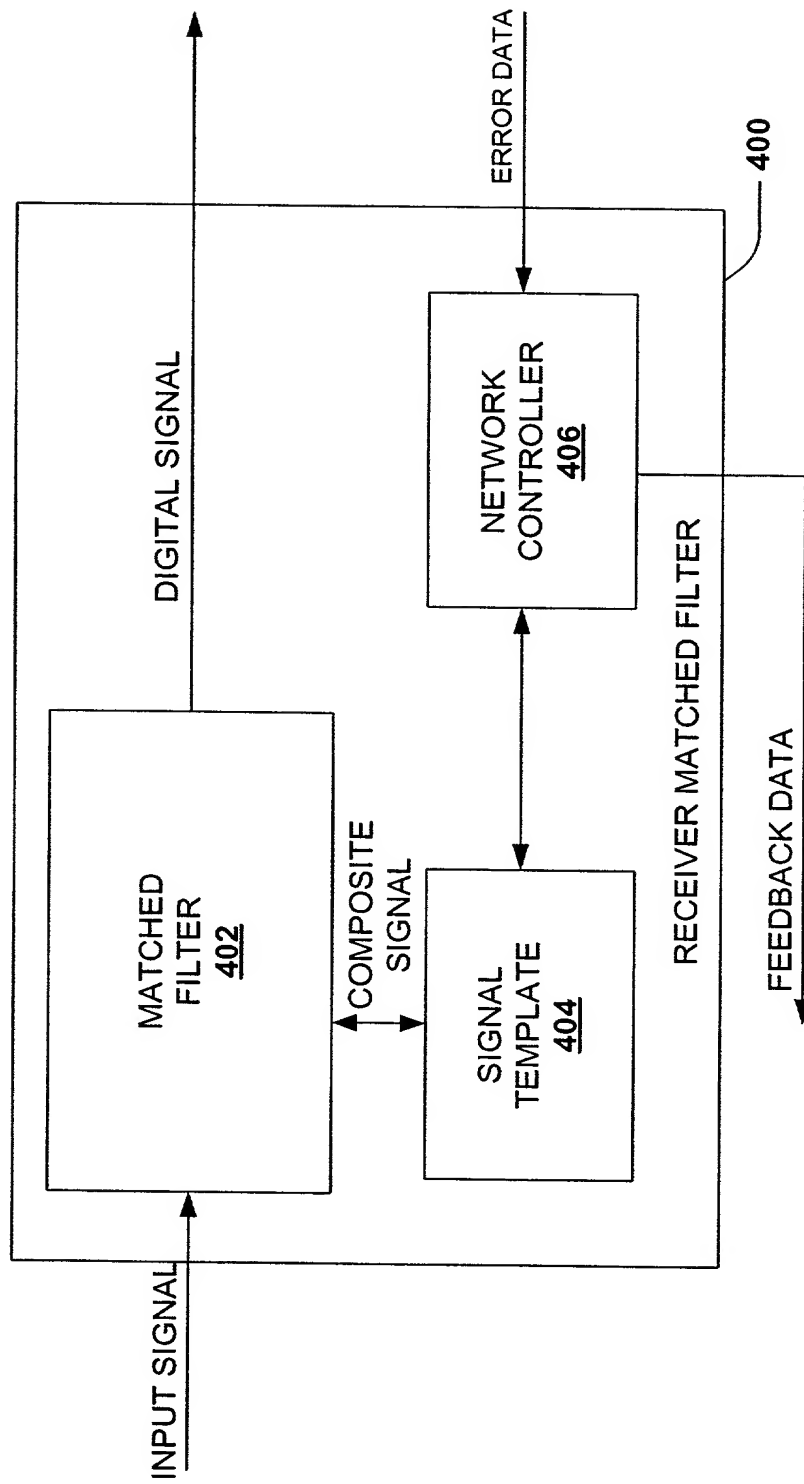 INPUT SIGNAL
MATCHED
FILTER
402
DIGITAL SIGNAL
COMPOSITE
SIGNAL
SIGNAL
TEMPLATE
404
NETWORK
CONTROLLER
406
ERROR DATA
RECEIVER MATCHED FILTER
400
FEEDBACK DATA